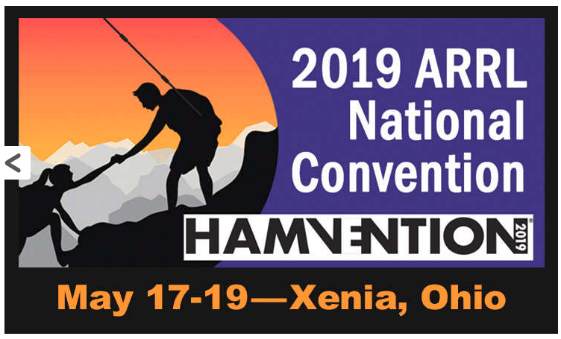 2019 ARRL
National
Convention
HAMVENTION
2019
May 17-19—Xenia, Ohio